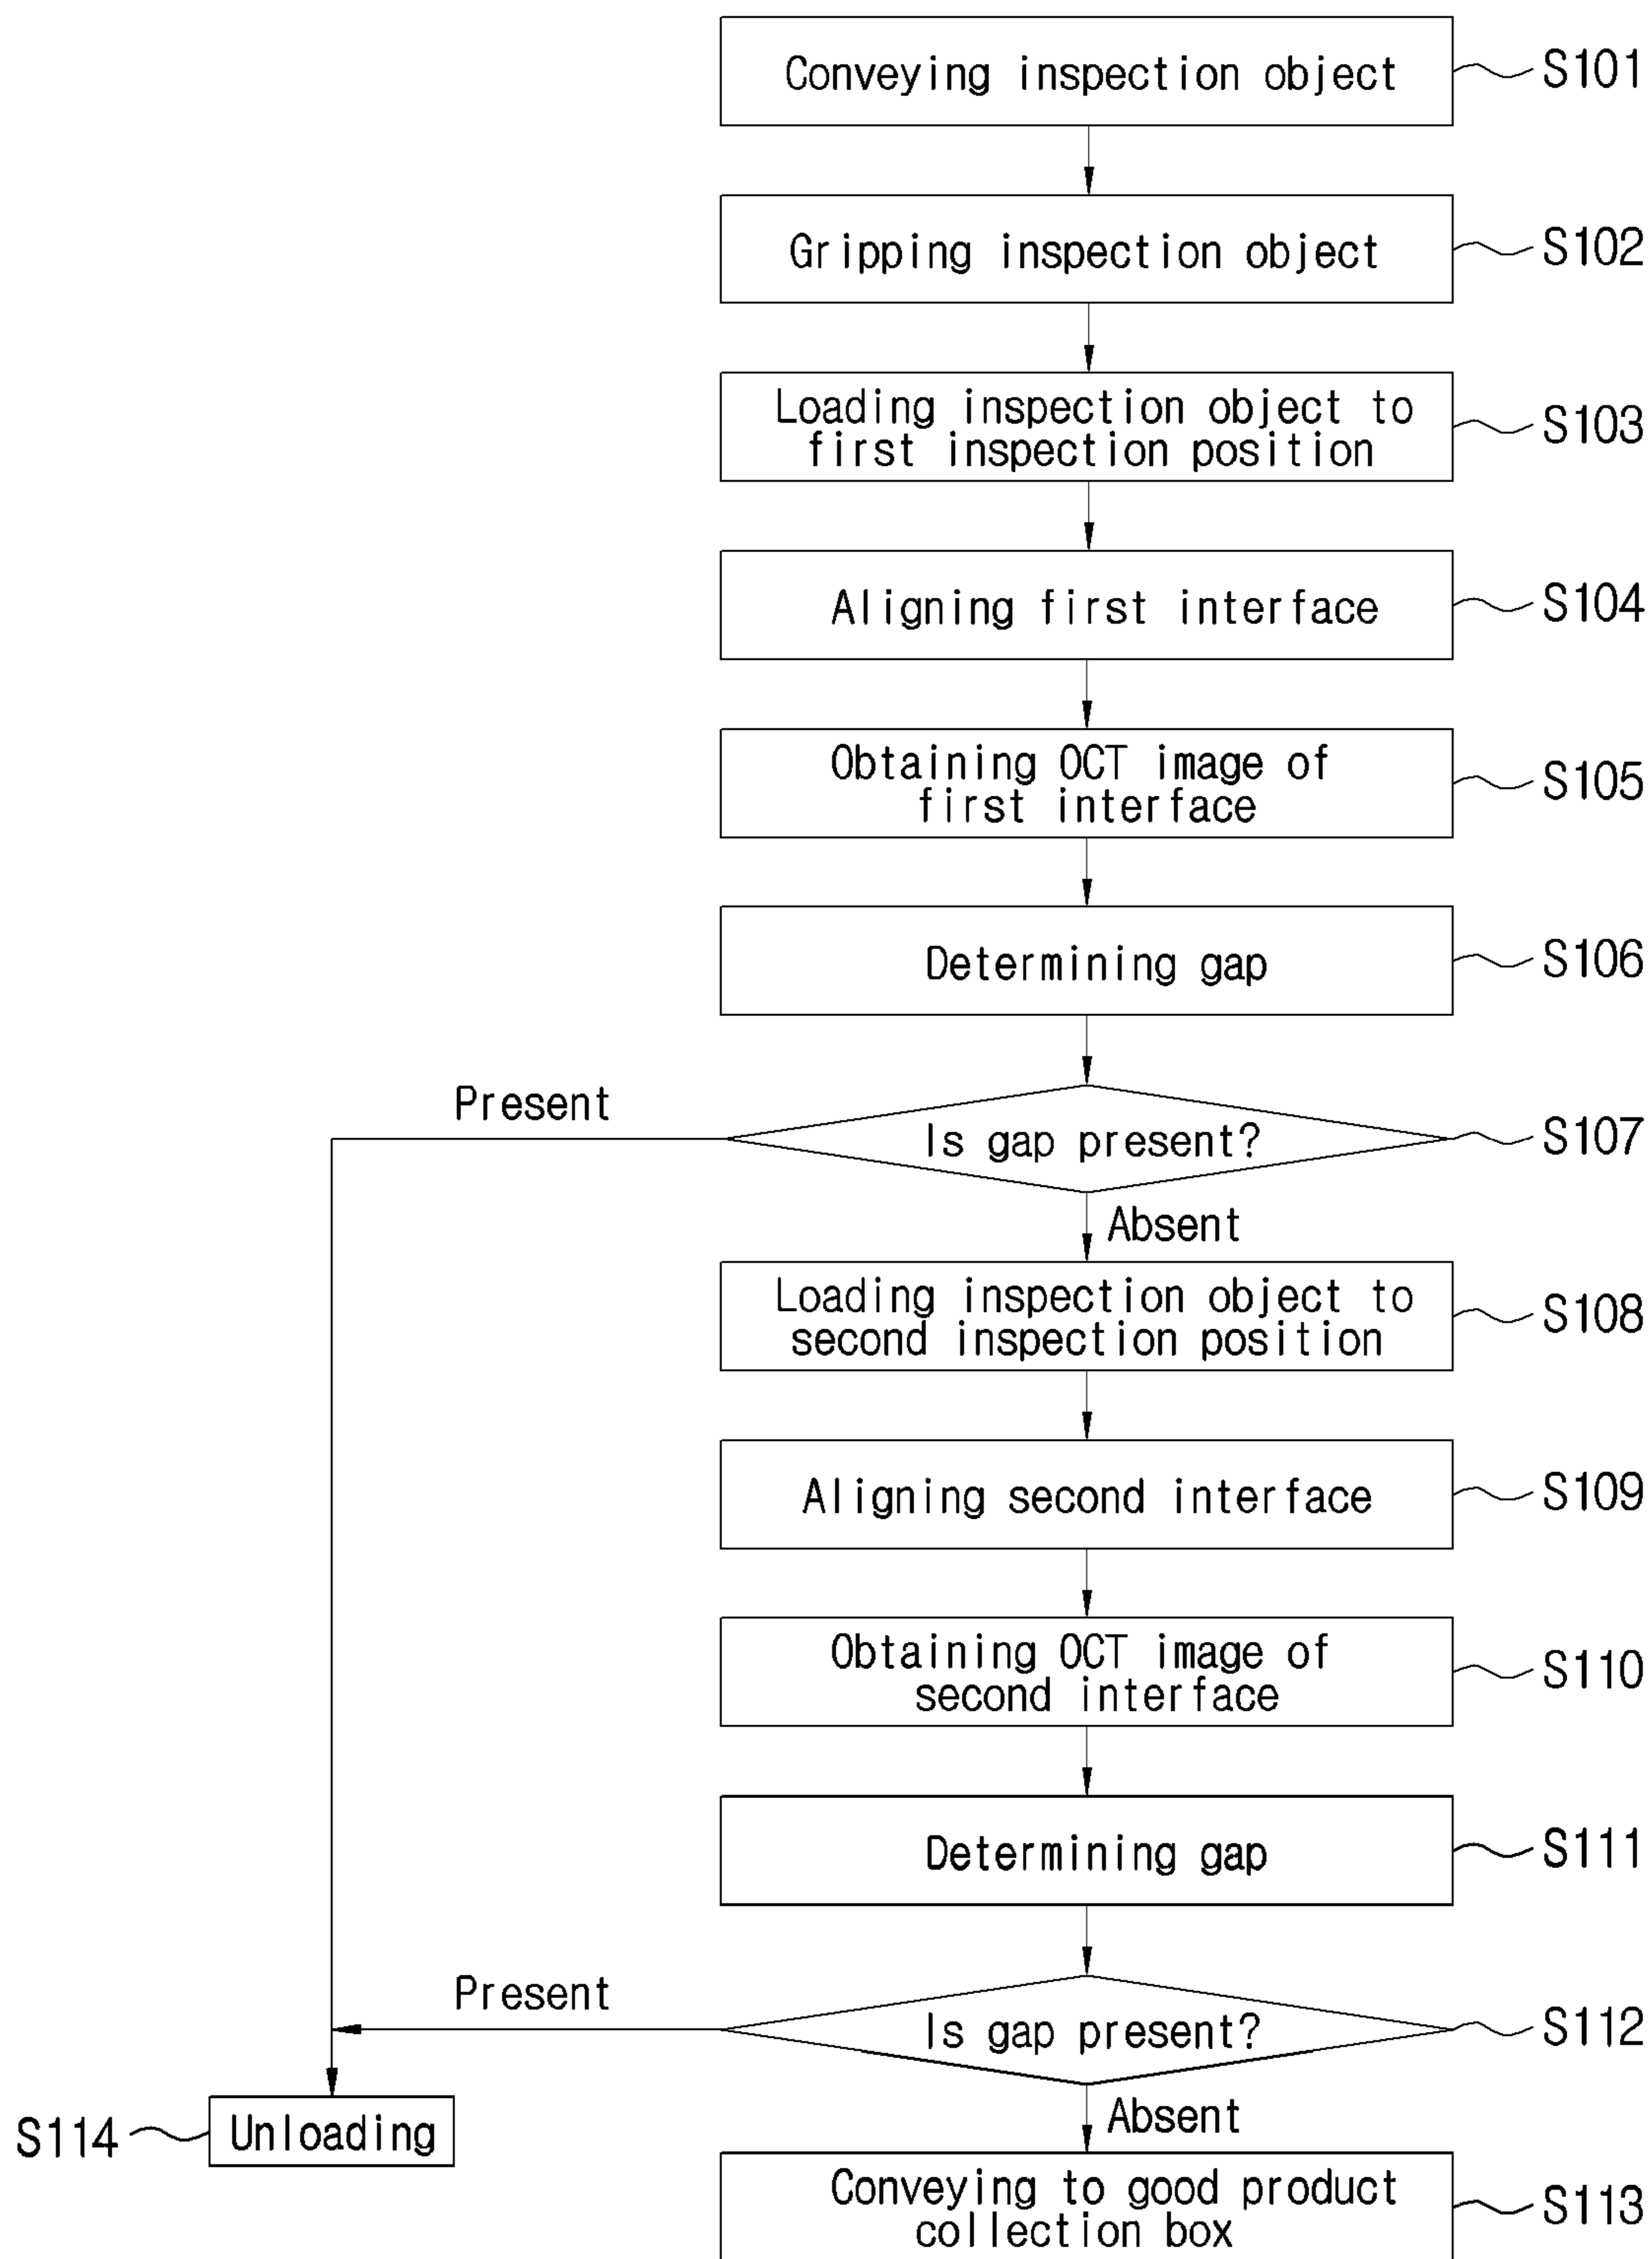 Conveying inspection object
S101
Gripping inspection object
S102
Loading inspection object to
first inspection position
S103
Aligning first interface
S104
Obtaining OCT image of
first interface
S105
Determining gap
S106
Present
Is gap present?
S107
Absent
Loading inspection object to
second inspection position
S108
Aligning second interface
S109
Obtaining OCT image of
second interface
S110
Determining gap
S111
Present
Is gap present?
S112
Absent
S114
Unloading
Conveying to good product
collection box
S113